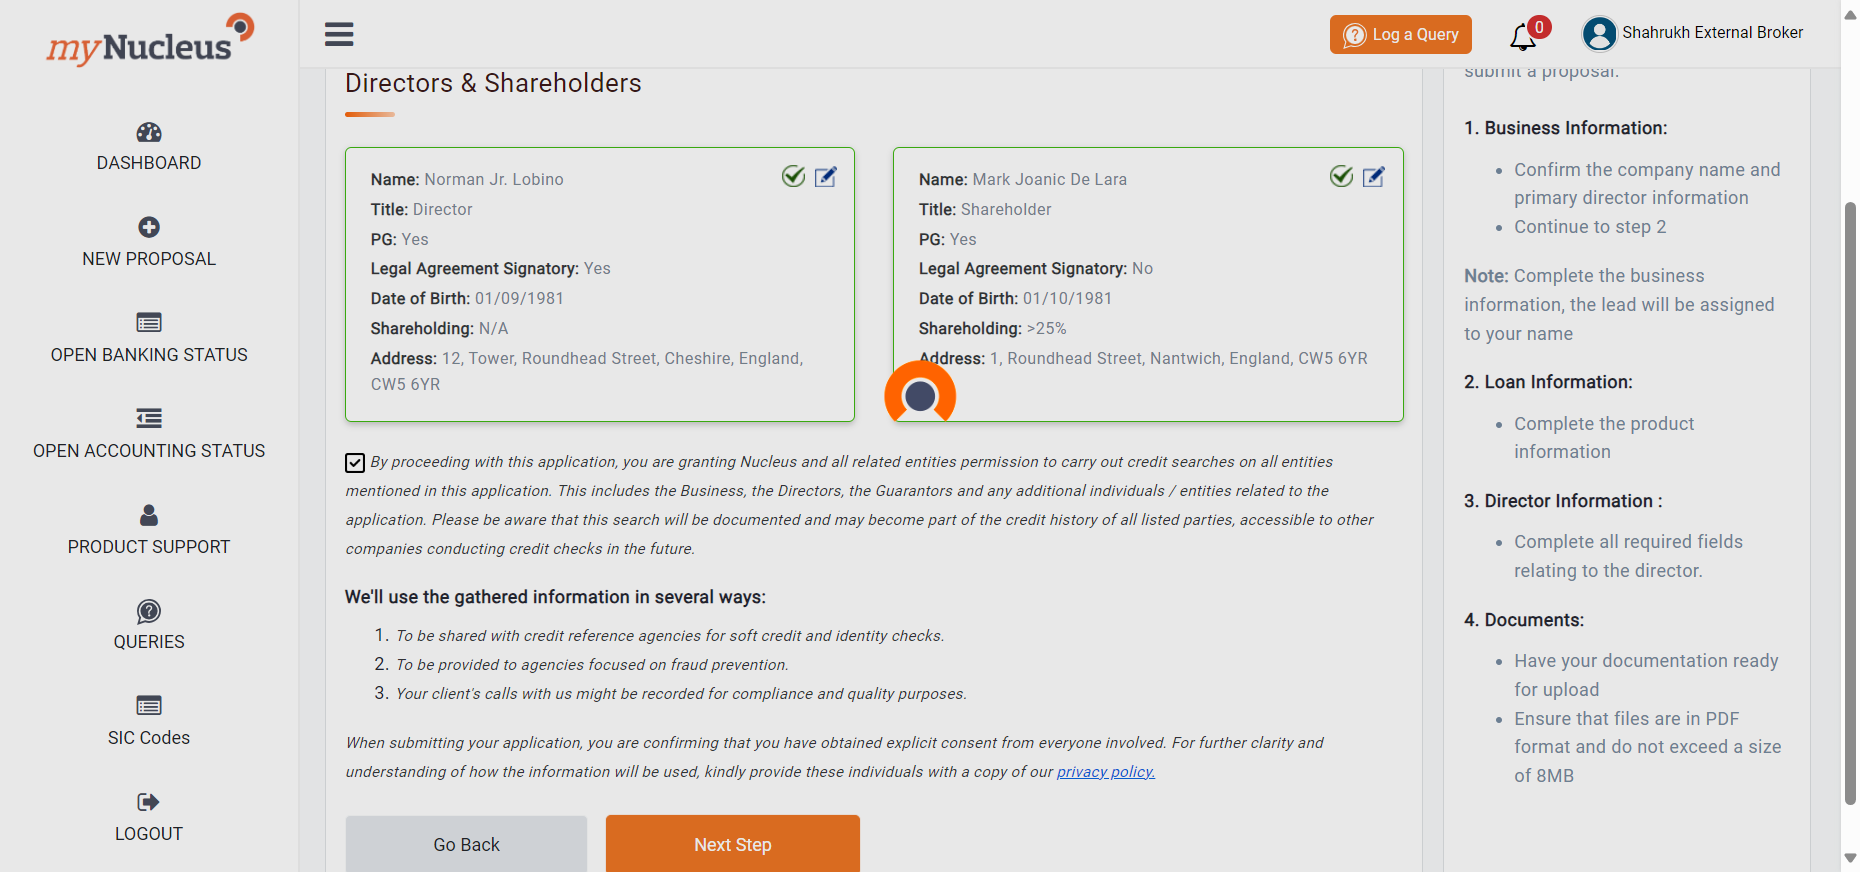 myNucleus
Log a Query
0
Shahrukh External Broker
DASHBOARD
NEW PROPOSAL
OPEN BANKING STATUS
OPEN ACCOUNTING STATUS
PRODUCT SUPPORT
QUERIES
SIC Codes
LOGOUT
Directors & Shareholders
Name: Norman Jr. Lobino
Title: Director
PG: Yes
Legal Agreement Signatory: Yes
Date of Birth: 01/09/1981
Shareholding: N/A
Address: 12, Tower, Roundhead Street, Cheshire, England,
CW5 6YR
Name: Mark Joanic De Lara
Title: Shareholder
PG: Yes
Legal Agreement Signatory: No
Date of Birth: 01/10/1981
Shareholding: >25%
Address: 1, Roundhead Street, Nantwich, England, CW5 6YR
By proceeding with this application, you are granting Nucleus and all related entities permission to carry out credit searches on all entities
mentioned in this application. This includes the Business, the Directors, the Guarantors and any additional individuals / entities related to the
application. Please be aware that this search will be documented and may become part of the credit history of all listed parties, accessible to other
companies conducting credit checks in the future.
We'll use the gathered information in several ways:
1. To be shared with credit reference agencies for soft credit and identity checks.
2. To be provided to agencies focused on fraud prevention.
3. Your client's calls with us might be recorded for compliance and quality purposes.
When submitting your application, you are confirming that you have obtained explicit consent from everyone involved. For further clarity and
understanding of how the information will be used, kindly provide these individuals with a copy of our privacy policy.
Go Back
Next Step
submit a proposal.
1. Business Information:
• Confirm the company name and
primary director information
• Continue to step 2
Note: Complete the business
information, the lead will be assigned
to your name
2. Loan Information:
• Complete the product
information
3. Director Information :
• Complete all required fields
relating to the director.
4. Documents:
• Have your documentation ready
for upload
• Ensure that files are in PDF
format and do not exceed a size
of 8MB